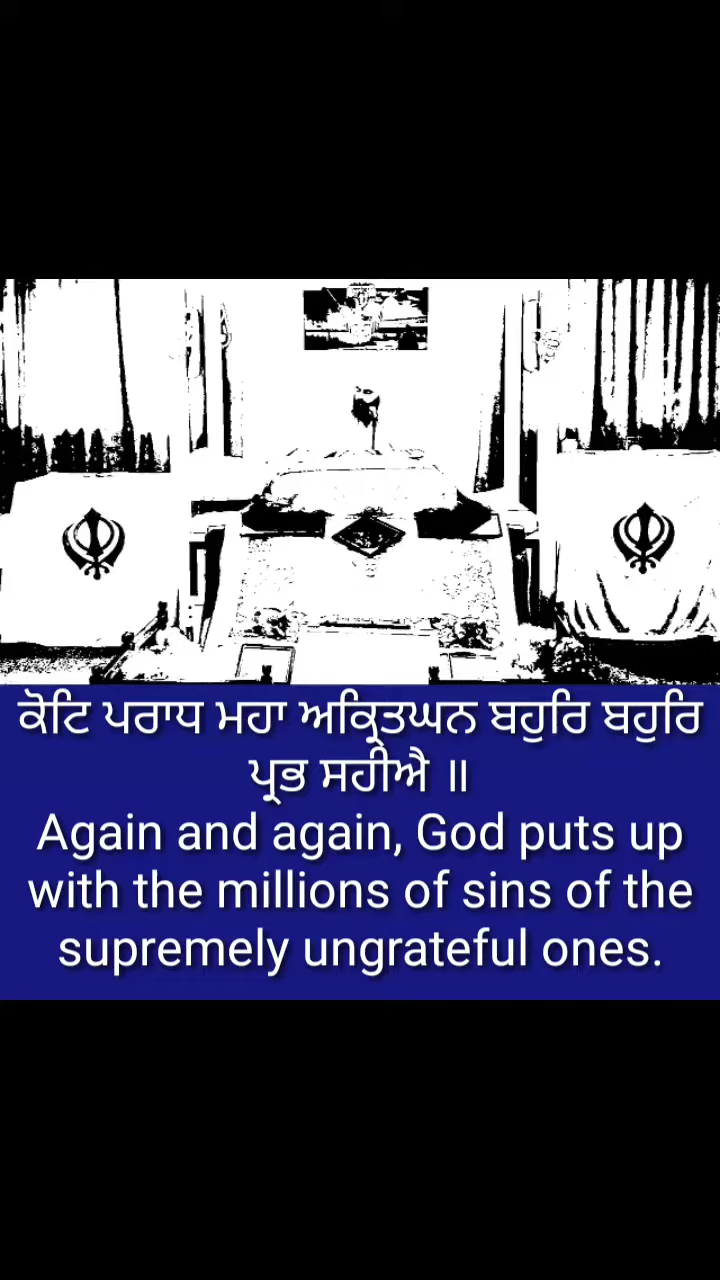 ਕੋਟਿ ਪਰਾਧ ਮਹਾ ਅਕ੍ਰਿਤਘਨ ਬਹੁਰਿ ਬਹੁਰਿ
ਪ੍ਰਭ ਸਹੀਐ ॥
Again and again, God puts up
with the millions of sins of the
supremely ungrateful ones.